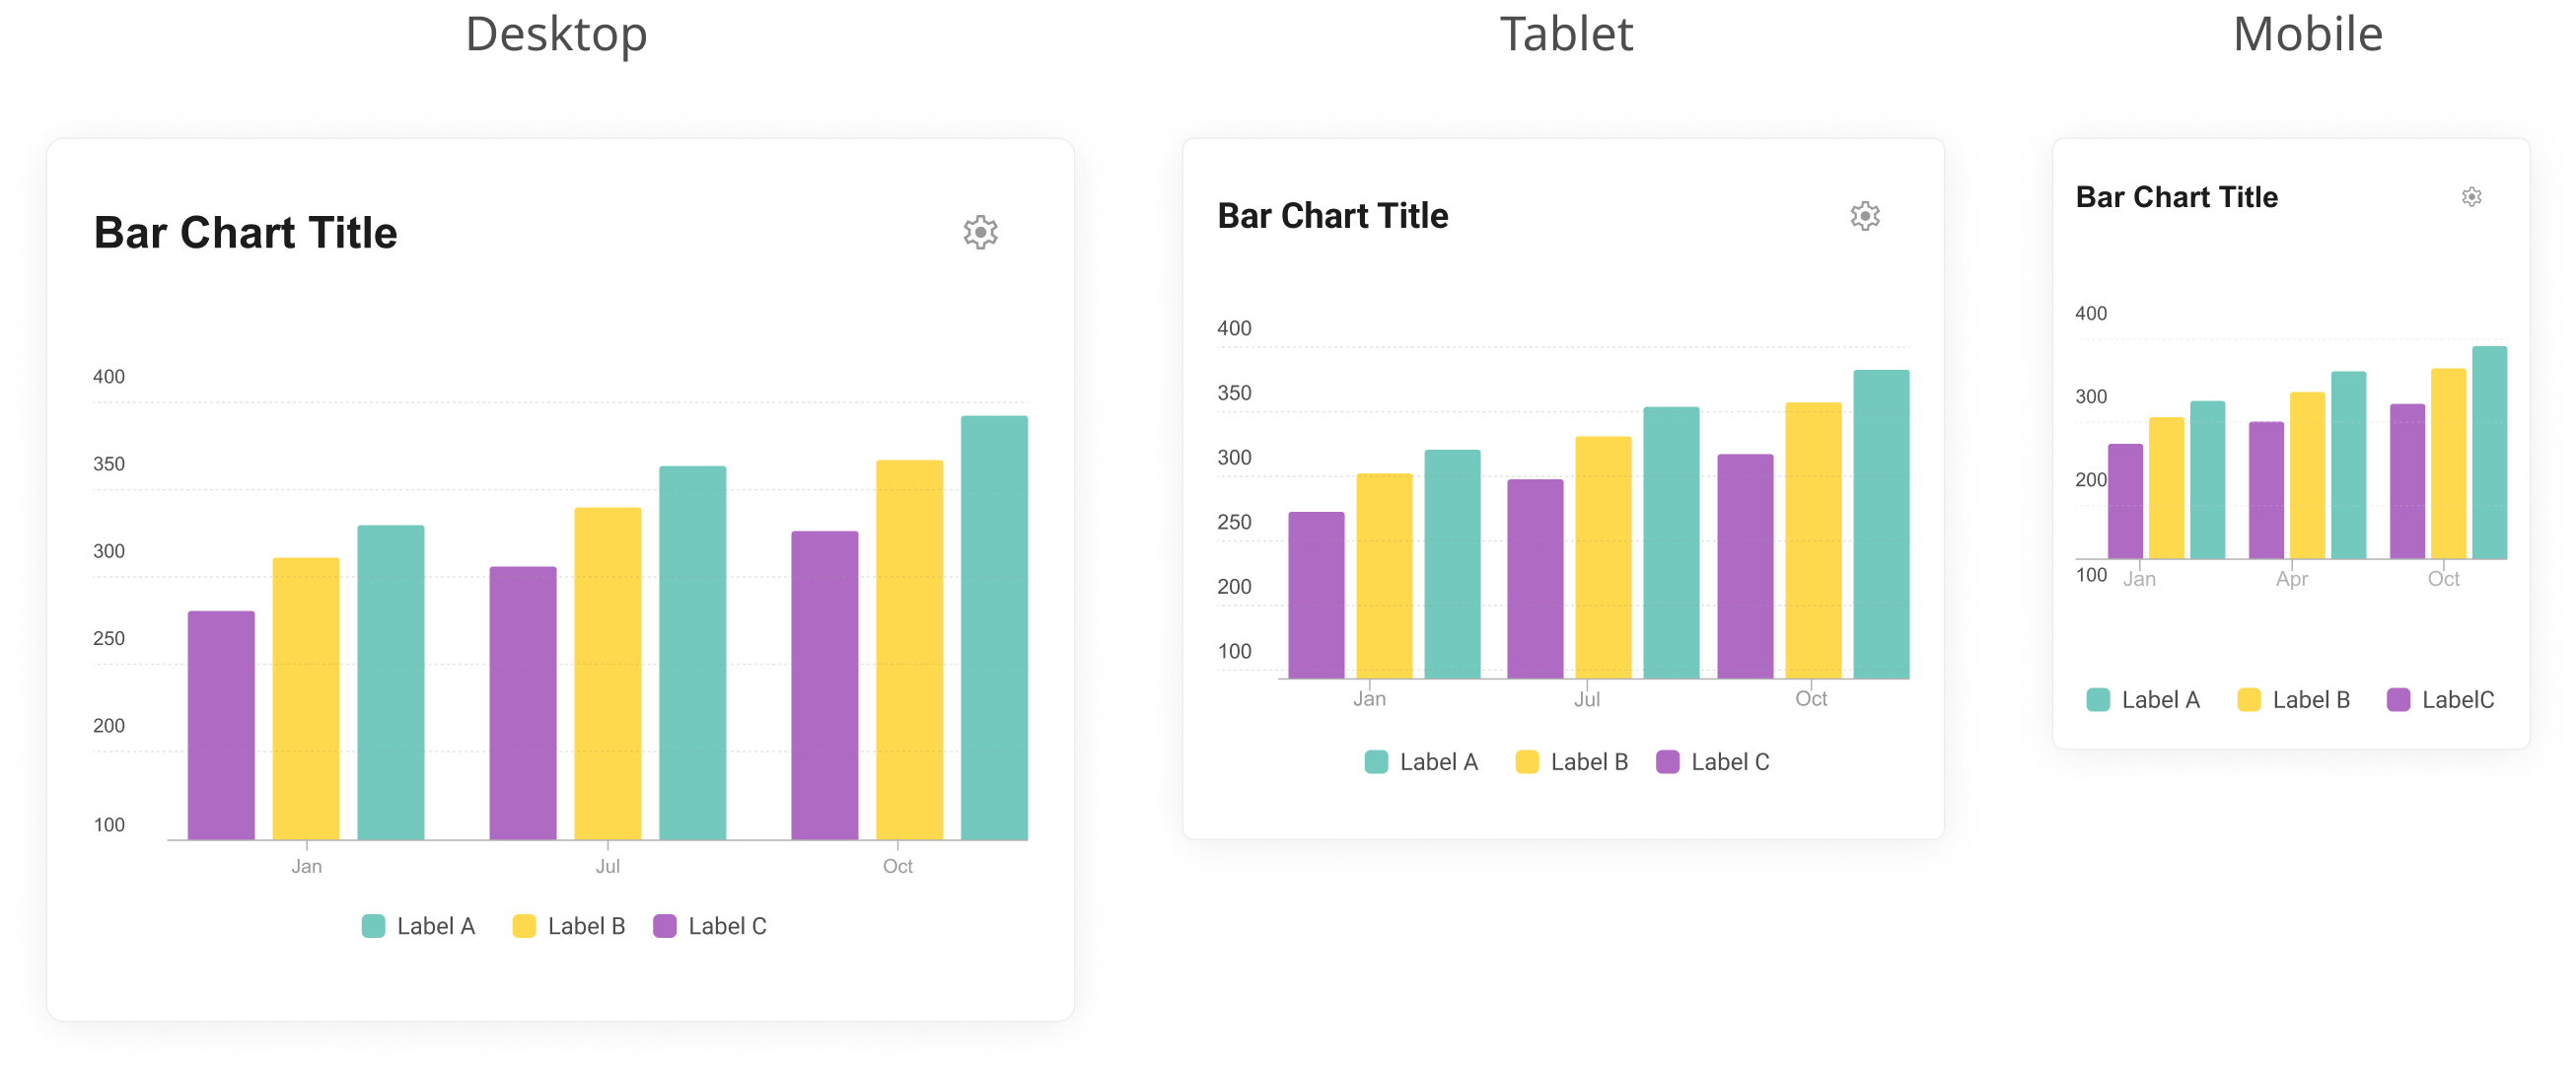 Desktop
Bar Chart Title
400
350
300
250
200
100
Jan Jul Oct
Label A Label B Label C
Tablet
Bar Chart Title
400
350
300
250
200
100
Jan Jul Oct
Label A Label B Label C
Mobile
Bar Chart Title
400
300
200
100 Jan Apr Oct
Label A Label B LabelC